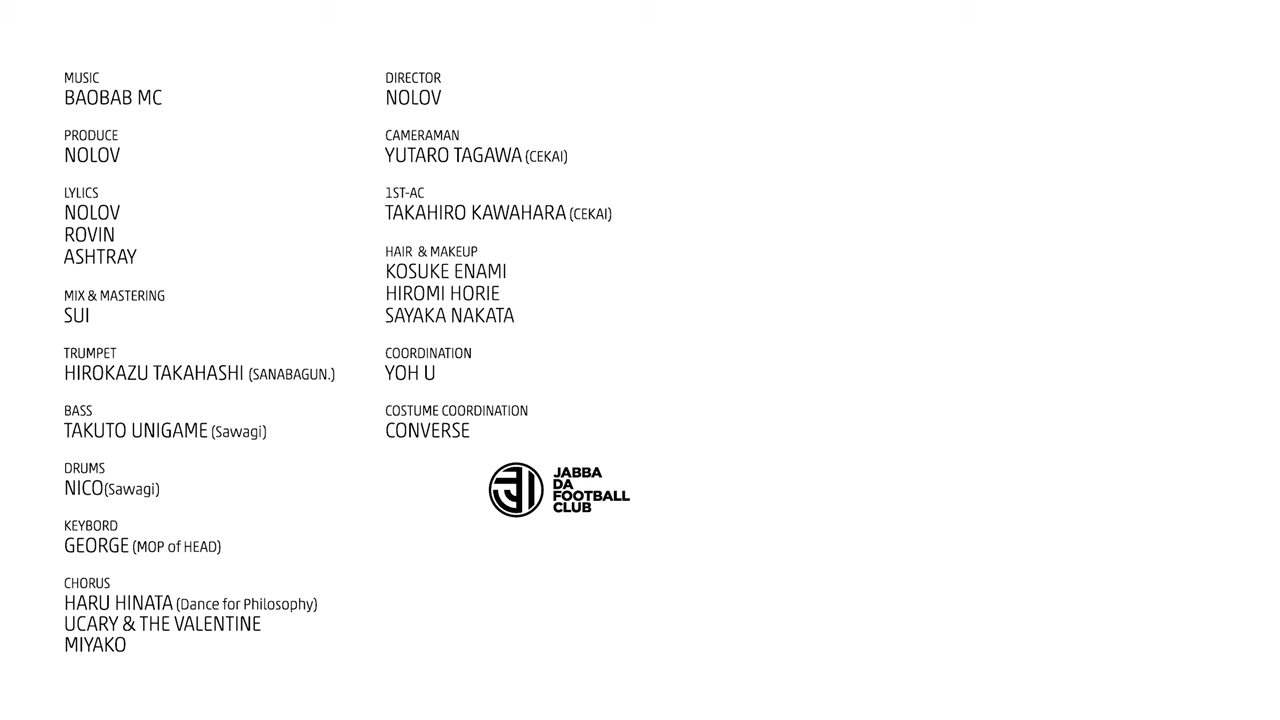 MUSIC
BAOBAB MC
PRODUCE
NOLOV
LYLICS
NOLOV
ROVIN
ASHTRAY
MIX & MASTERING
SUI
TRUMPET
HIROKAZU TAKAHASHI (SANABAGUN.)
BASS
TAKUTO UNIGAME (Sawagi)
DRUMS
NICO(Sawagi)
KEYBORD
GEORGE (MOP of HEAD)
CHORUS
HARU HINATA (Dance for Philosophy)
UCARY & THE VALENTINE
MIYAKO
DIRECTOR
NOLOV
CAMERAMAN
YUTARO TAGAWA (CEKAI)
1ST-AC
TAKAHIRO KAWAHARA (CEKAI)
HAIR & MAKEUP
KOSUKE ENAMI
HIROMI HORIE
SAYAKA NAKATA
COORDINATION
YOH U
COSTUME COORDINATION
CONVERSE
JABBA
DA
FOOTBALL
CLUB